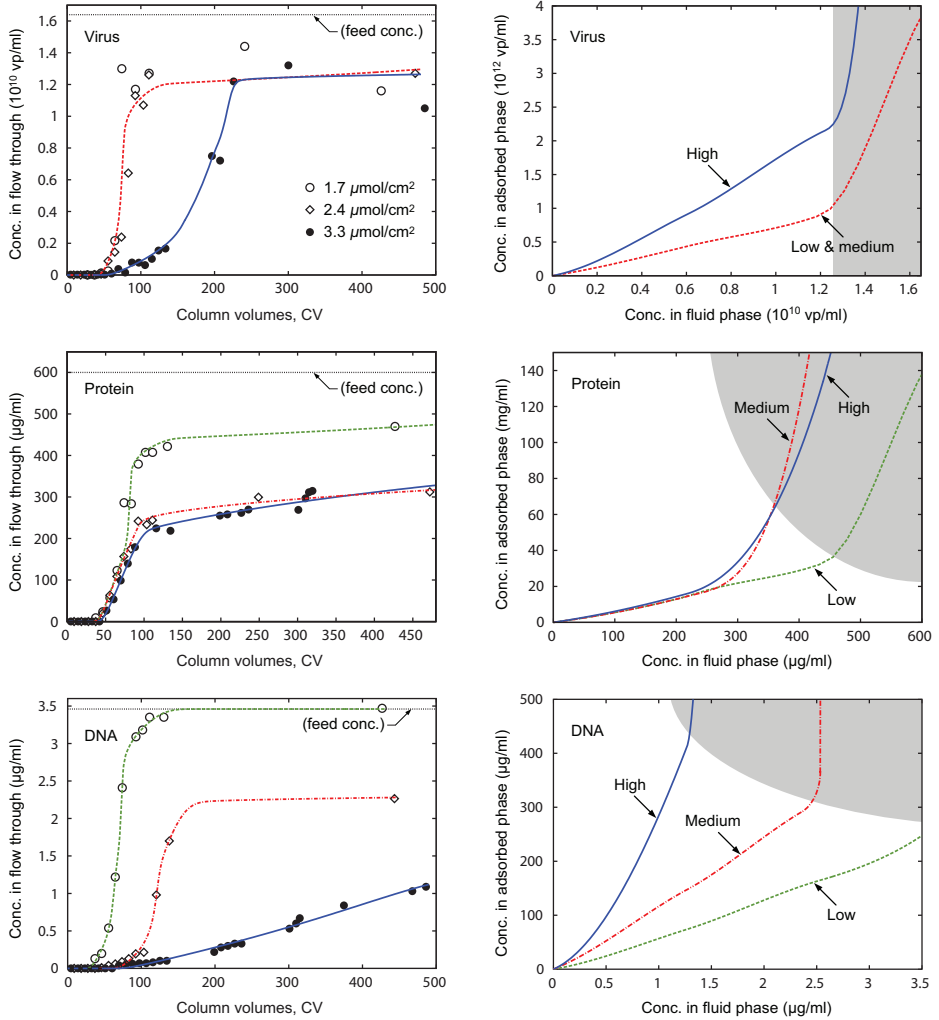 Virus
(feed conc.)
1.6
1.4
1.2
1
0.8
0.6
0.4
0.2
0
Conc. in flow through (10¹⁰ vp/ml)
1.7 µmol/cm²
2.4 µmol/cm²
3.3 µmol/cm²
0 100 200 300 400 500
Column volumes, CV
Virus
4
3.5
3
2.5
2
1.5
1
0.5
0
Conc. in adsorbed phase (10¹² vp/ml)
High
Low & medium
0 0.2 0.4 0.6 0.8 1 1.2 1.4 1.6
Conc. in fluid phase (10¹⁰ vp/ml)
Protein
(feed conc.)
600
500
400
300
200
100
0
Conc. in flow through (µg/ml)
0 50 100 150 200 250 300 350 400 450
Column volumes, CV
Protein
140
120
100
80
60
40
20
0
Conc. in adsorbed phase (mg/ml)
Medium
High
Low
0 100 200 300 400 500 600
Conc. in fluid phase (µg/ml)
DNA
(feed conc.)
3.5
3
2.5
2
1.5
1
0.5
0
Conc. in flow through (µg/ml)
0 100 200 300 400 500
Column volumes, CV
DNA
500
400
300
200
100
0
Conc. in adsorbed phase (µg/ml)
High
Medium
Low
0 0.5 1 1.5 2 2.5 3 3.5
Conc. in fluid phase (µg/ml)